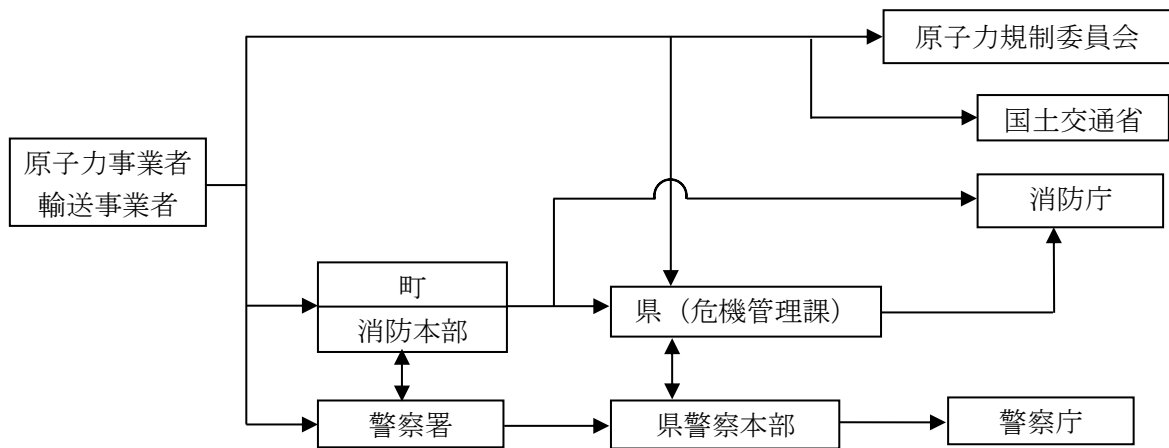 原子力規制委員会
国土交通省
原子力事業者
輸送事業者
消防庁
町
消防本部
県（危機管理課）
警察署
県警察本部
警察庁